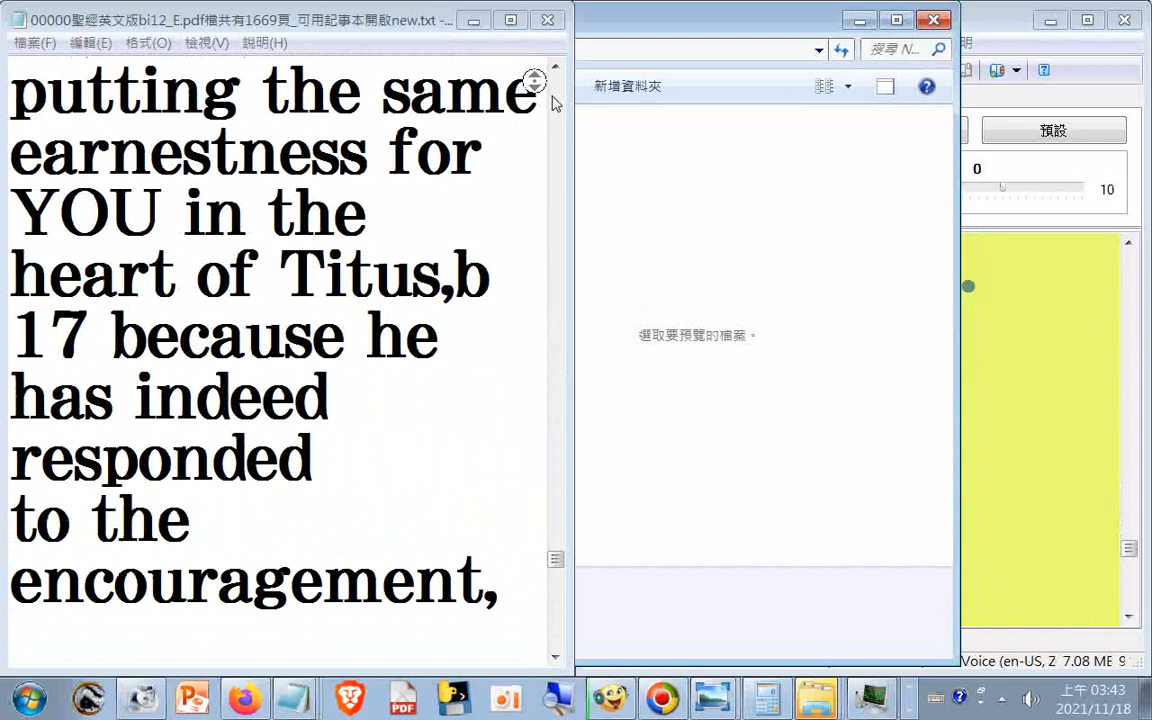 00000聖經英文版bi12_E.pdf檔共有1669頁_可用記事本開啟new.txt -...
檔案(F) 編輯(E) 格式(O) 檢視(V) 說明(H)
putting the same
earnestness for
YOU in the
heart of Titus,b
17 because he
has indeed
responded
to the
encouragement,
搜尋 N...
新增資料夾
選取要預覽的檔案。
明
預設
0
10
Voice (en-US, Z 7.08 ME 9
PDF
上午 03:43
2021/11/18